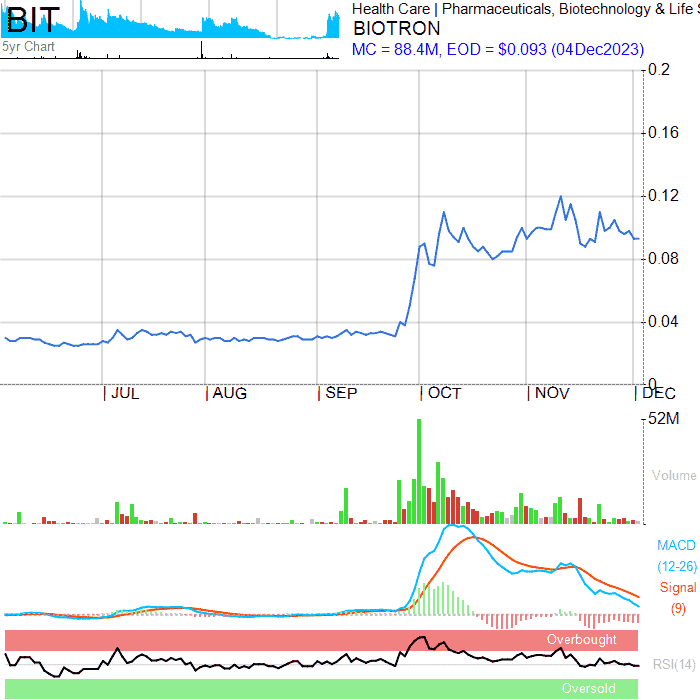 BIT
5yr Chart
Health Care | Pharmaceuticals, Biotechnology & Life S
BIOTRON
MC = 88.4M, EOD = $0.093 (04Dec2023)
0.2
0.16
0.12
0.08
0.04
0
JUL AUG SEP OCT NOV DEC
52M
Volume
MACD
(12-26)
Signal
(9)
Overbought
RSI(14)
Oversold